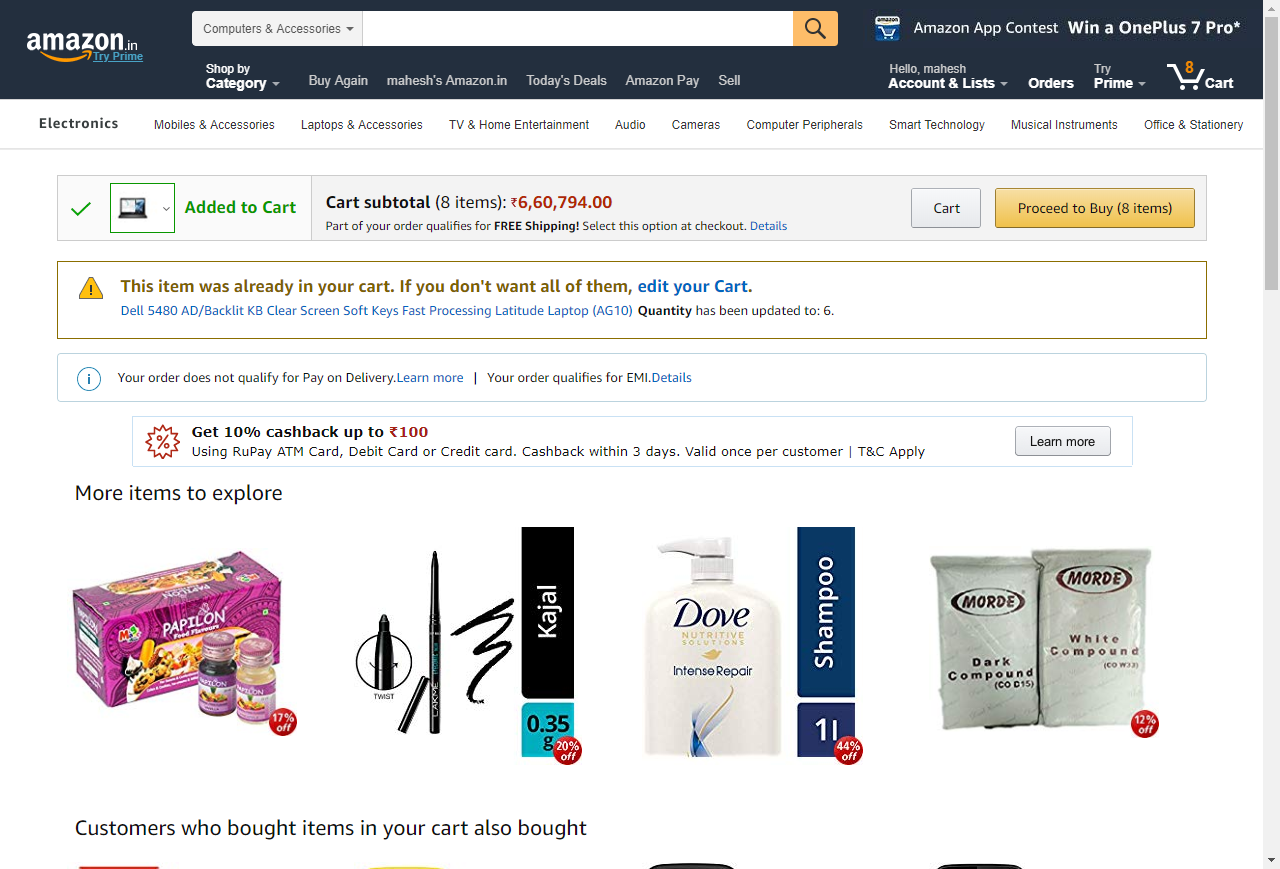 amazon.in
Try Prime
Computers & Accessories
amazon
Amazon App Contest Win a OnePlus 7 Pro*
Shop by
Category
Buy Again
mahesh's Amazon.in
Today's Deals
Amazon Pay
Sell
Hello, mahesh
Account & Lists
Orders
Try
Prime
8
Cart
Electronics
Mobiles & Accessories
Laptops & Accessories
TV & Home Entertainment
Audio
Cameras
Computer Peripherals
Smart Technology
Musical Instruments
Office & Stationery
Added to Cart
Cart subtotal (8 items): ₹6,60,794.00
Part of your order qualifies for FREE Shipping! Select this option at checkout. Details
Cart
Proceed to Buy (8 items)
This item was already in your cart. If you don't want all of them, edit your Cart.
Dell 5480 AD/Backlit KB Clear Screen Soft Keys Fast Processing Latitude Laptop (AG10) Quantity has been updated to: 6.
Your order does not qualify for Pay on Delivery.Learn more | Your order qualifies for EMI.Details
Get 10% cashback up to ₹100
Using RuPay ATM Card, Debit Card or Credit card. Cashback within 3 days. Valid once per customer | T&C Apply
Learn more
More items to explore
PAPILON
Food Flavours
PAPILON
PAPILON
17%
off
TWIST
LAKMÉ
Kajal
0.35
g
20%
off
Dove
NUTRITIVE
SOLUTIONS
Intense Repair
Shampoo
1l
44%
off
MORDE
Dark
Compound
(CO D15)
MORDE
White
Compound
(CO W33)
12%
off
Customers who bought items in your cart also bought